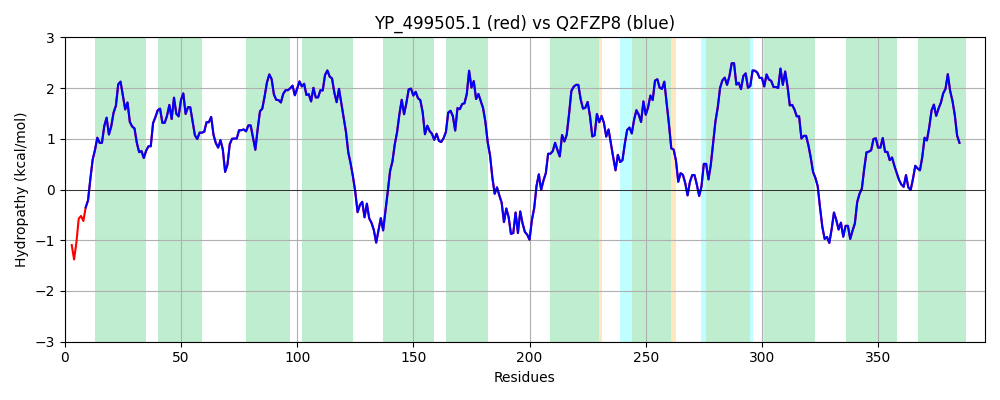 YP_499505.1 (red) vs Q2FZP8 (blue)
Hydropathy (kcal/mol)
3
2
1
0
−1
−2
−3
0 50 100 150 200 250 300 350
Residues